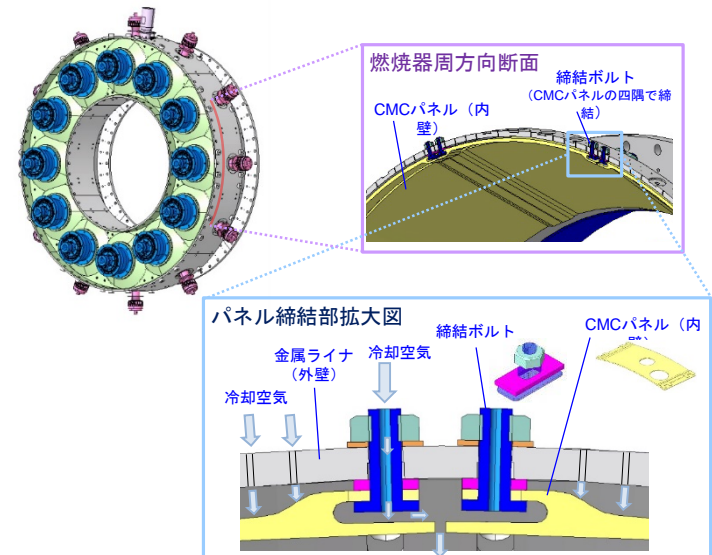 燃焼器周方向断面
締結ボルト
（CMCパネルの四隅で締
結）
CMCパネル（内
壁）
パネル締結部拡大図
締結ボルト
CMCパネル（内
金属ライナ
（外壁）
冷却空気
冷却空気